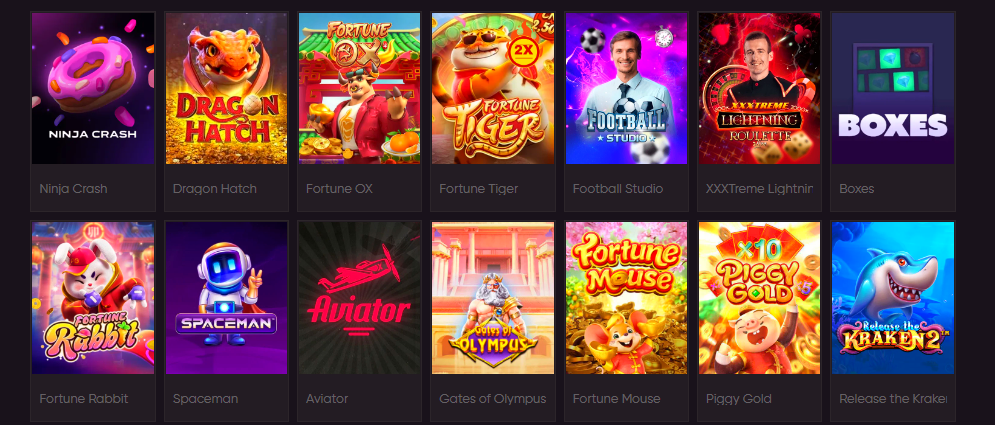 NINJA CRASH
DRAGON
HATCH
FORTUNE
OX
2X
FORTUNE
TIGER
FOOTBALL
STUDIO
XXXTREME
LIGHTNING
ROULETTE
BOXES
Ninja Crash
Dragon Hatch
Fortune OX
Fortune Tiger
Football Studio
XXXTreme Lightnin
Boxes
FORTUNE
Rabbit
SPACEMAN
Aviator
Gates of
OLYMPUS
Fortune
Mouse
x10
PIGGY
GOLD
Release the
KRAKEN 2
Fortune Rabbit
Spaceman
Aviator
Gates of Olympus
Fortune Mouse
Piggy Gold
Release the Kraken